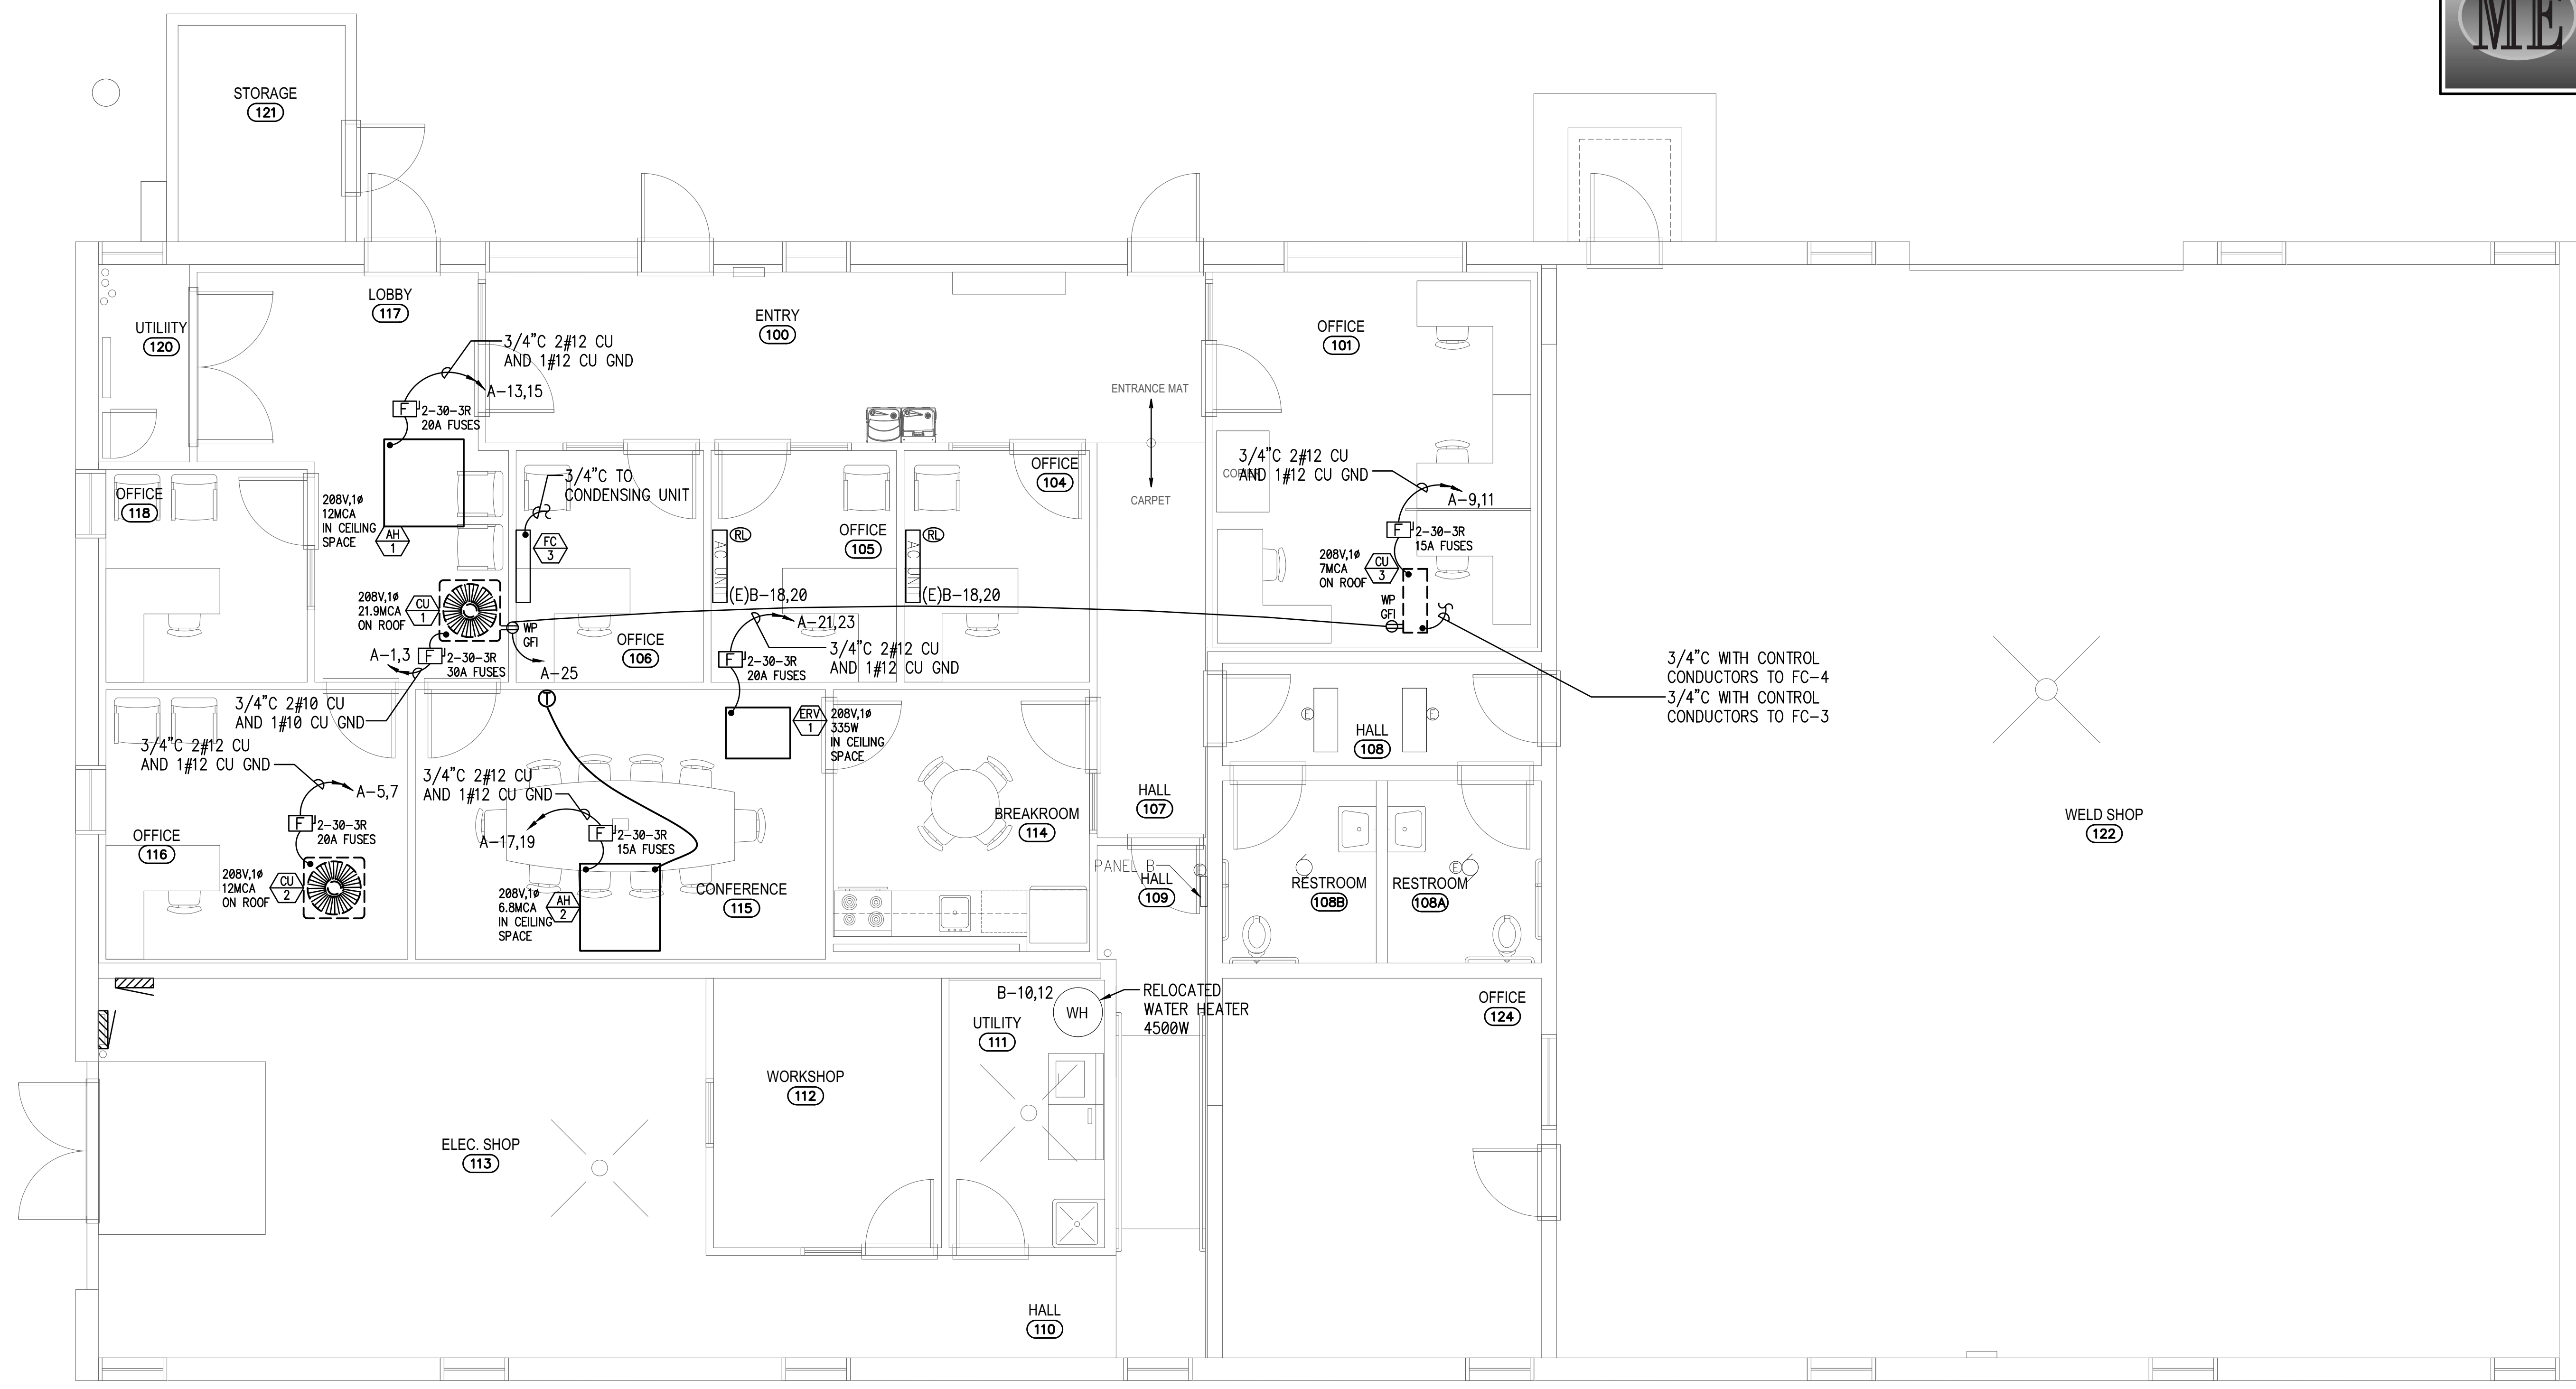 ME
STORAGE
121
LOBBY
117
UTILIITY
120
ENTRY
100
OFFICE
101
3/4"C 2#12 CU
AND 1#12 CU GND
A-13,15
F
2-30-3R
20A FUSES
ENTRANCE MAT
CARPET
OFFICE
118
208V,1ø
12MCA
IN CEILING
SPACE
AH
1
3/4"C TO
CONDENSING UNIT
FC
3
OFFICE
104
OFFICE
105
RL
AC UNIT
(E)B-18,20
RL
AC UNIT
(E)B-18,20
3/4"C 2#12 CU
AND 1#12 CU GND
A-9,11
F
2-30-3R
15A FUSES
208V,1ø
7MCA
ON ROOF
CU
3
WP
GFI
208V,1ø
21.9MCA
ON ROOF
CU
1
WP
GFI
A-25
OFFICE
106
A-1,3
F
2-30-3R
30A FUSES
3/4"C 2#10 CU
AND 1#10 CU GND
A-21,23
3/4"C 2#12 CU
AND 1#12 CU GND
F
2-30-3R
20A FUSES
T
ERV
1
208V,1ø
335W
IN CEILING
SPACE
3/4"C WITH CONTROL
CONDUCTORS TO FC-4
3/4"C WITH CONTROL
CONDUCTORS TO FC-3
E
E
HALL
108
3/4"C 2#12 CU
AND 1#12 CU GND
A-5,7
F
2-30-3R
20A FUSES
OFFICE
116
208V,1ø
12MCA
ON ROOF
CU
2
3/4"C 2#12 CU
AND 1#12 CU GND
A-17,19
F
2-30-3R
15A FUSES
208V,1ø
6.8MCA
IN CEILING
SPACE
AH
2
CONFERENCE
115
BREAKROOM
114
HALL
107
PANEL B
E
HALL
109
RESTROOM
108B
E
RESTROOM
108A
WELD SHOP
122
B-10,12
WH
RELOCATED
WATER HEATER
4500W
UTILITY
111
OFFICE
124
WORKSHOP
112
ELEC. SHOP
113
HALL
110